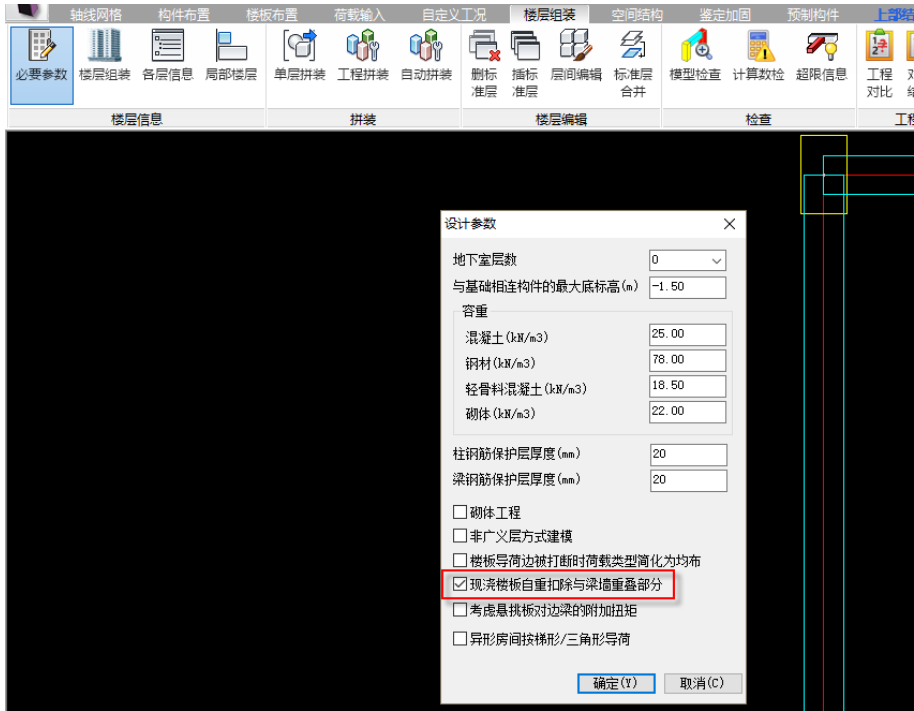 轴线网格 构件布置 楼板布置 荷载输入 自定义工况 楼层组装 空间结构 鉴定加固 预制构件 上部结
必要参数 楼层组装 各层信息 局部楼层 单层拼装 工程拼装 自动拼装 删标准层 插标准层 层间编辑 标准层合并 模型检查 计算数检 超限信息 工程对比
楼层信息 拼装 楼层编辑 检查 工程
设计参数
地下室层数 0
与基础相连构件的最大底标高(m) -1.50
容重
混凝土(kN/m3) 25.00
钢材(kN/m3) 78.00
轻骨料混凝土(kN/m3) 18.50
砌体(kN/m3) 22.00
柱钢筋保护层厚度(mm) 20
梁钢筋保护层厚度(mm) 20
砌体工程
非广义层方式建模
楼板导荷边被打断时荷载类型简化为均布
现浇楼板自重扣除与梁墙重叠部分
考虑悬挑板对边梁的附加扭矩
异形房间按梯形/三角形导荷
确定(Y) 取消(C)